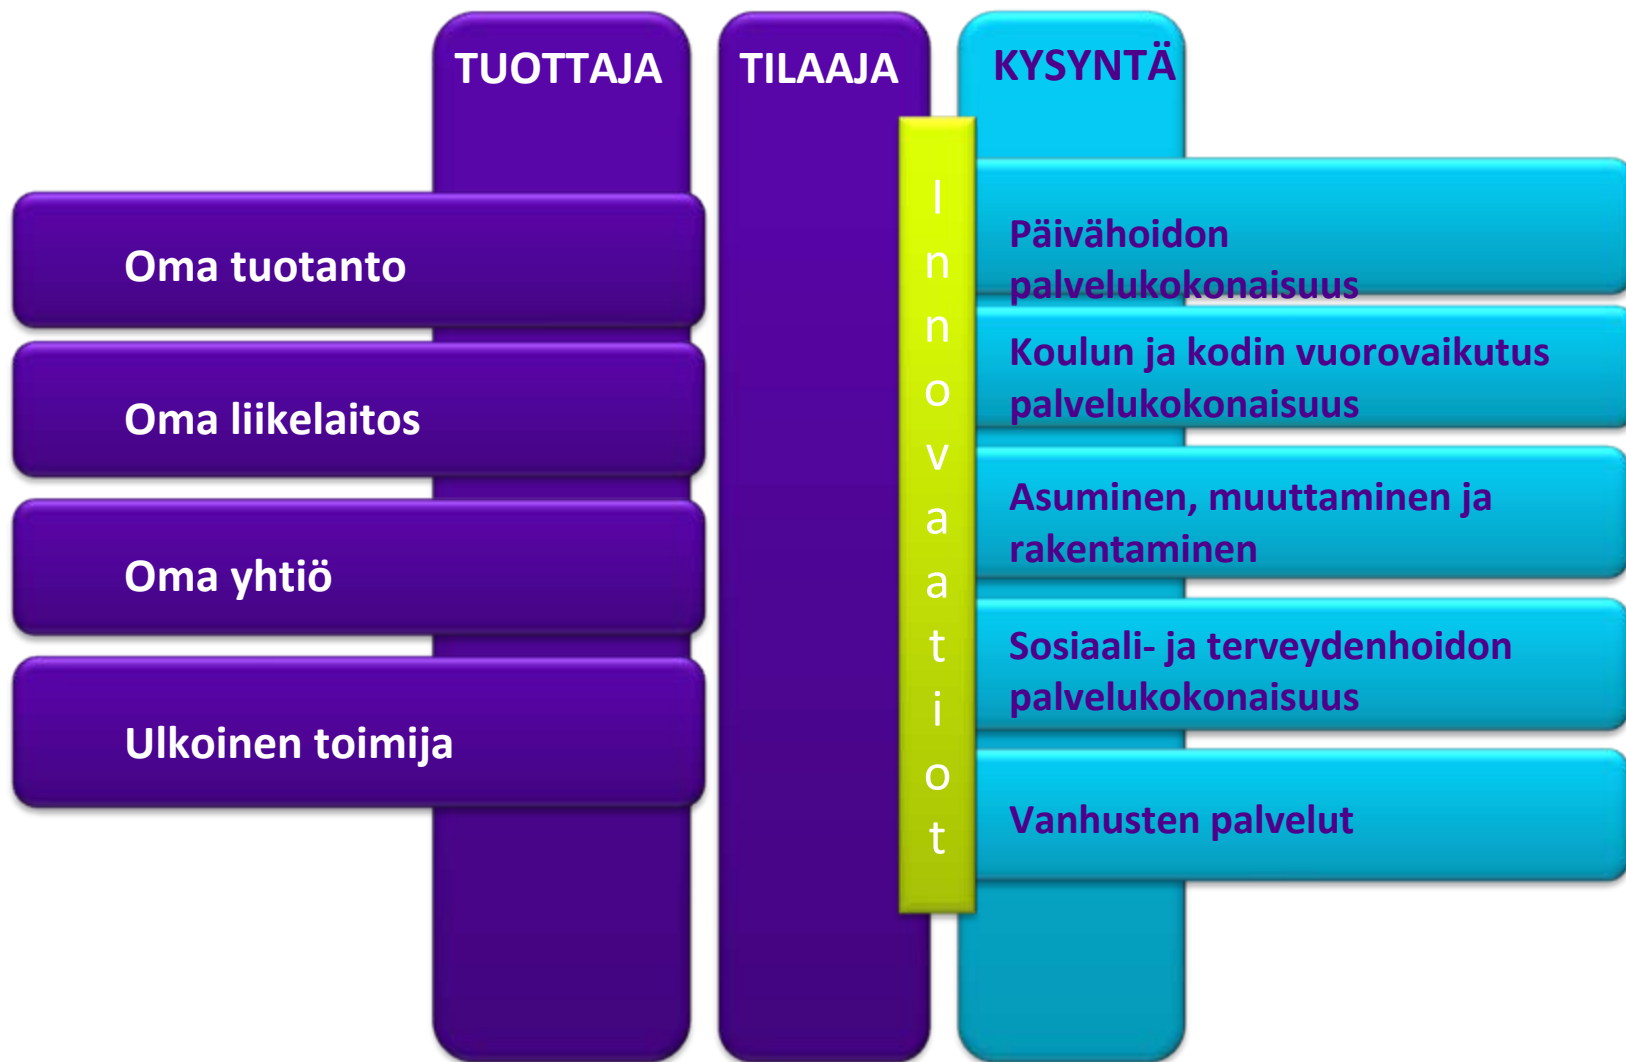 TUOTTAJA
TILAAJA
KYSYNTÄ
Oma tuotanto
Oma liikelaitos
Oma yhtiö
Ulkoinen toimija
Innovaatiot
Päivähoidon
palvelukokonaisuus
Koulun ja kodin vuorovaikutus
palvelukokonaisuus
Asuminen, muuttaminen ja
rakentaminen
Sosiaali- ja terveydenhoidon
palvelukokonaisuus
Vanhusten palvelut